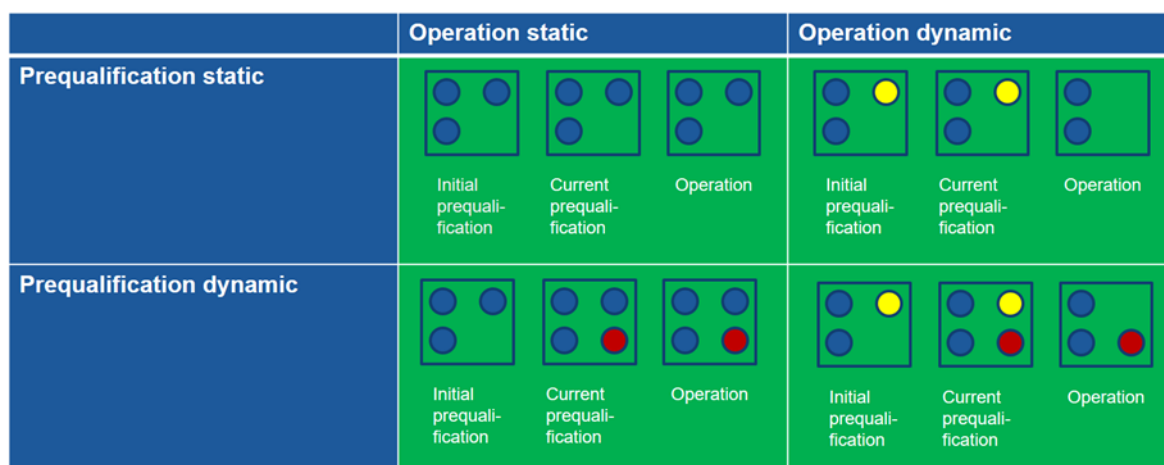 Operation static
Operation dynamic
Prequalification static
Initial
prequali-
fication
Current
prequali-
fication
Operation
Initial
prequali-
fication
Current
prequali-
fication
Operation
Prequalification dynamic
Initial
prequali-
fication
Current
prequali-
fication
Operation
Initial
prequali-
fication
Current
prequali-
fication
Operation